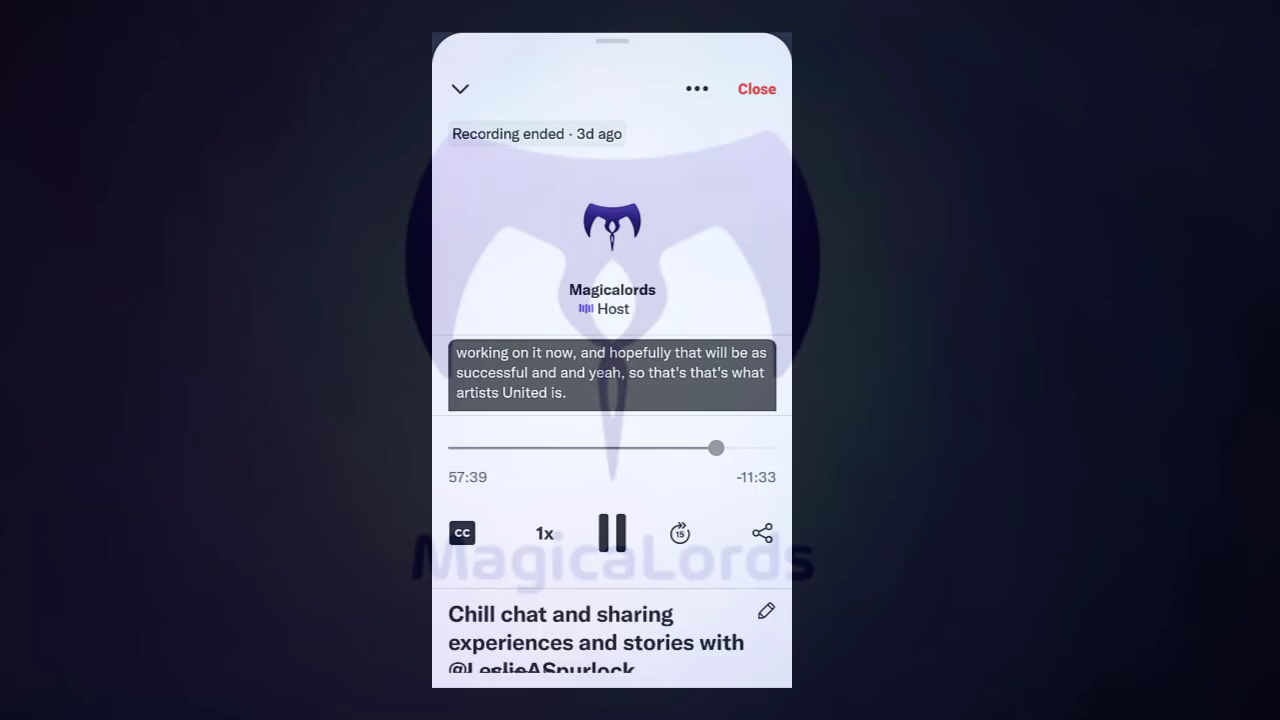 Close
Recording ended · 3d ago
Magicalords
Host
working on it now, and hopefully that will be as
successful and and yeah, so that's that's what
artists United is.
57:39
-11:33
CC
1x
15
MagicaLords
Chill chat and sharing
experiences and stories with
@LeslieASpurlock